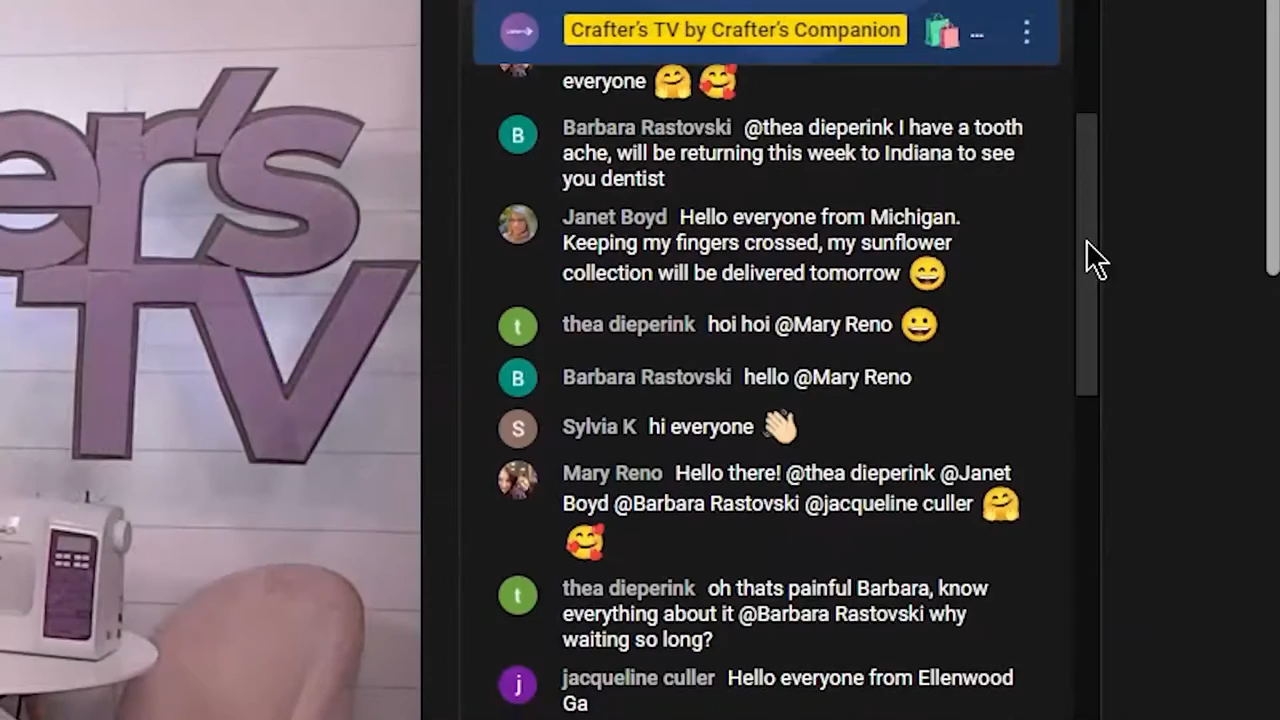 er's
TV
Crafter's TV by Crafter's Companion
everyone 🤗 🥰
B Barbara Rastovski @thea dieperink I have a tooth
ache, will be returning this week to Indiana to see
you dentist
Janet Boyd Hello everyone from Michigan.
Keeping my fingers crossed, my sunflower
collection will be delivered tomorrow 😄
t thea dieperink hoi hoi @Mary Reno 😀
B Barbara Rastovski hello @Mary Reno
S Sylvia K hi everyone 👋🏻
Mary Reno Hello there! @thea dieperink @Janet
Boyd @Barbara Rastovski @jacqueline culler 🤗
🥰
t thea dieperink oh thats painful Barbara, know
everything about it @Barbara Rastovski why
waiting so long?
j jacqueline culler Hello everyone from Ellenwood
Ga